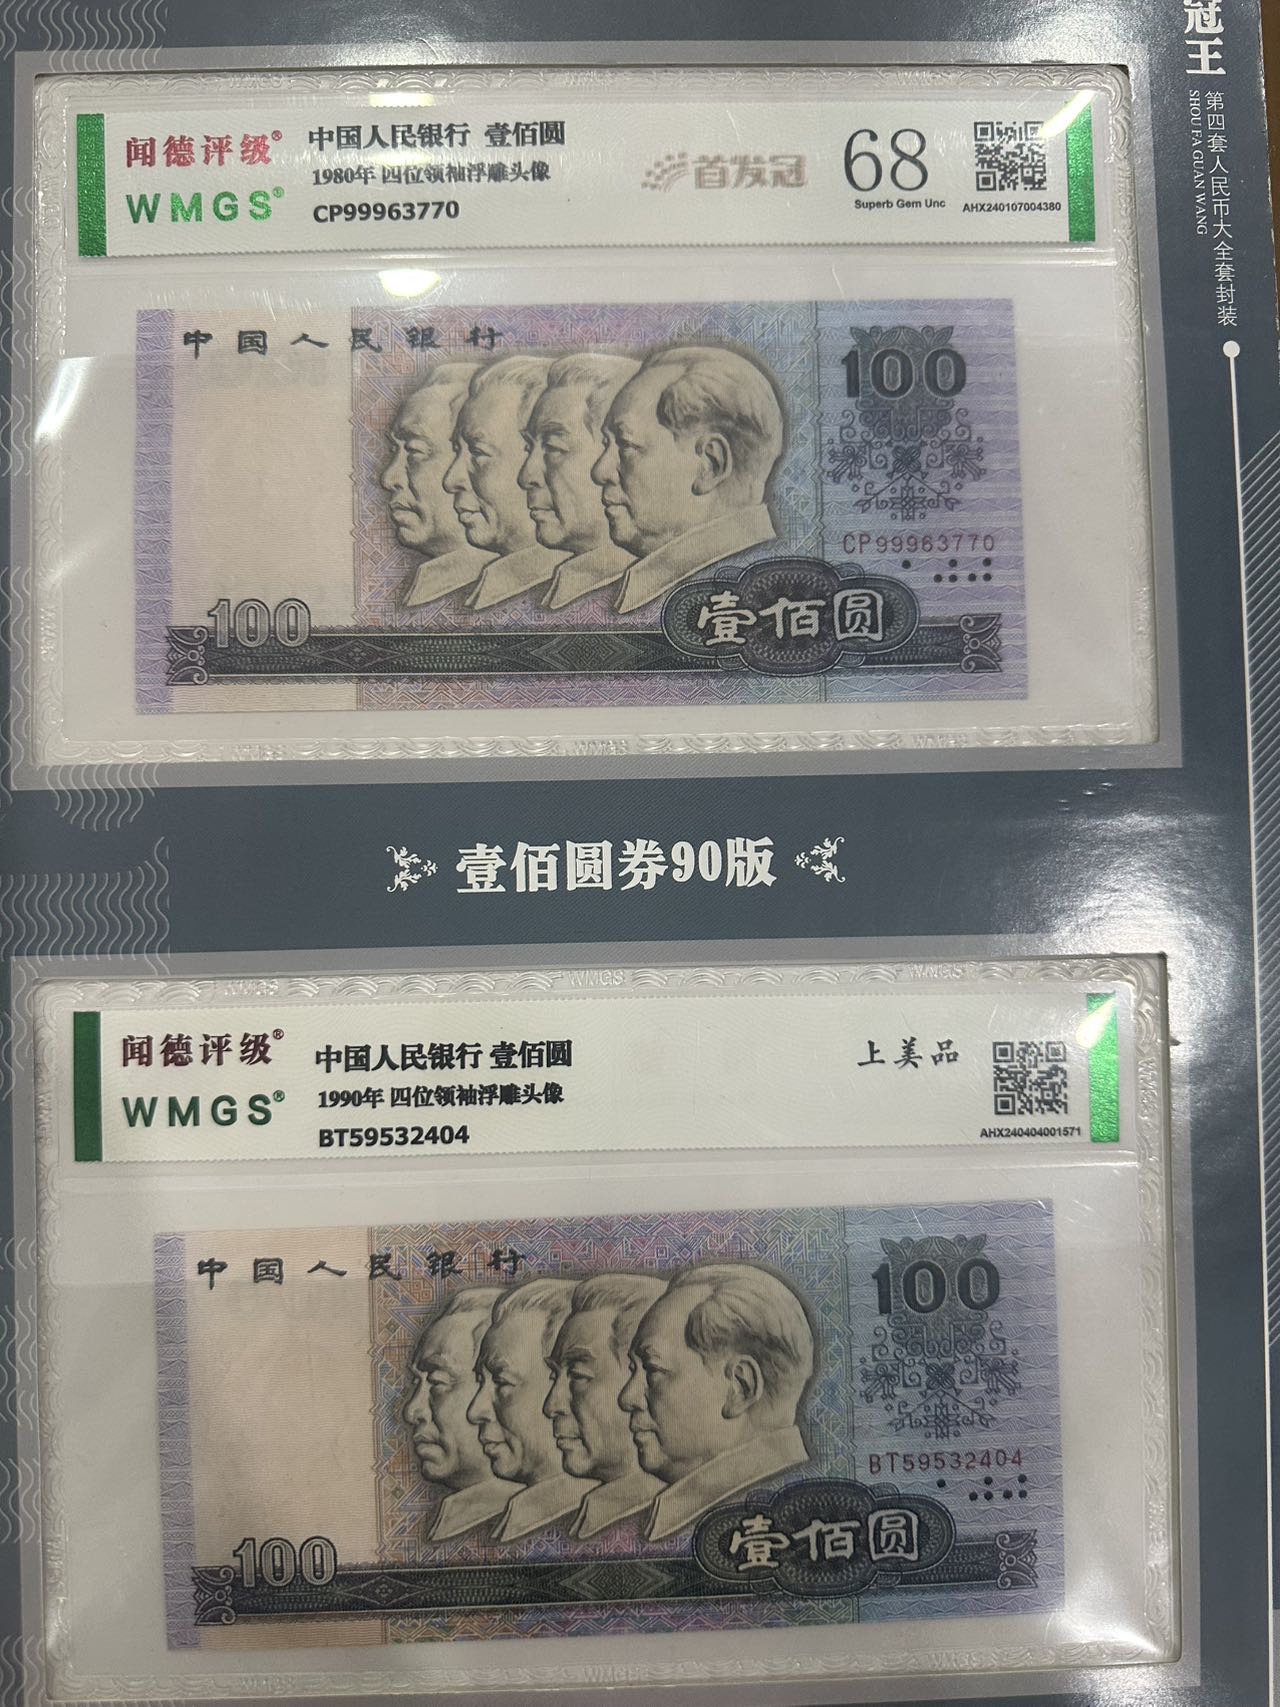 冠王
第四套人民币大全套封装
SHOU FA GUAN WANG
闻德评级®
WMGS®
中国人民银行 壹佰圆
1980年 四位领袖浮雕头像
CP99963770
首发冠
68
Superb Gem Unc
AHX240107004380
中国人民银行
100
CP99963770
100
壹佰圆
WMGS
壹佰圆券90版
WMGS
WMGS
WMGS
闻德评级®
WMGS®
中国人民银行 壹佰圆
1990年 四位领袖浮雕头像
BT59532404
上美品
AHX240404001571
中国人民银行
100
BT59532404
100
壹佰圆
WMGS